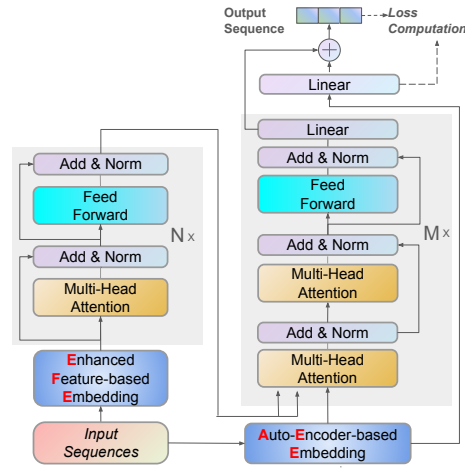 Output
Sequence
Loss
Computation
Linear
Linear
Add & Norm
Feed
Forward
Add & Norm
Multi-Head
Attention
Add & Norm
Multi-Head
Attention
M x
Auto-Encoder-based
Embedding
Add & Norm
Feed
Forward
N x
Add & Norm
Multi-Head
Attention
Enhanced
Feature-based
Embedding
Input
Sequences